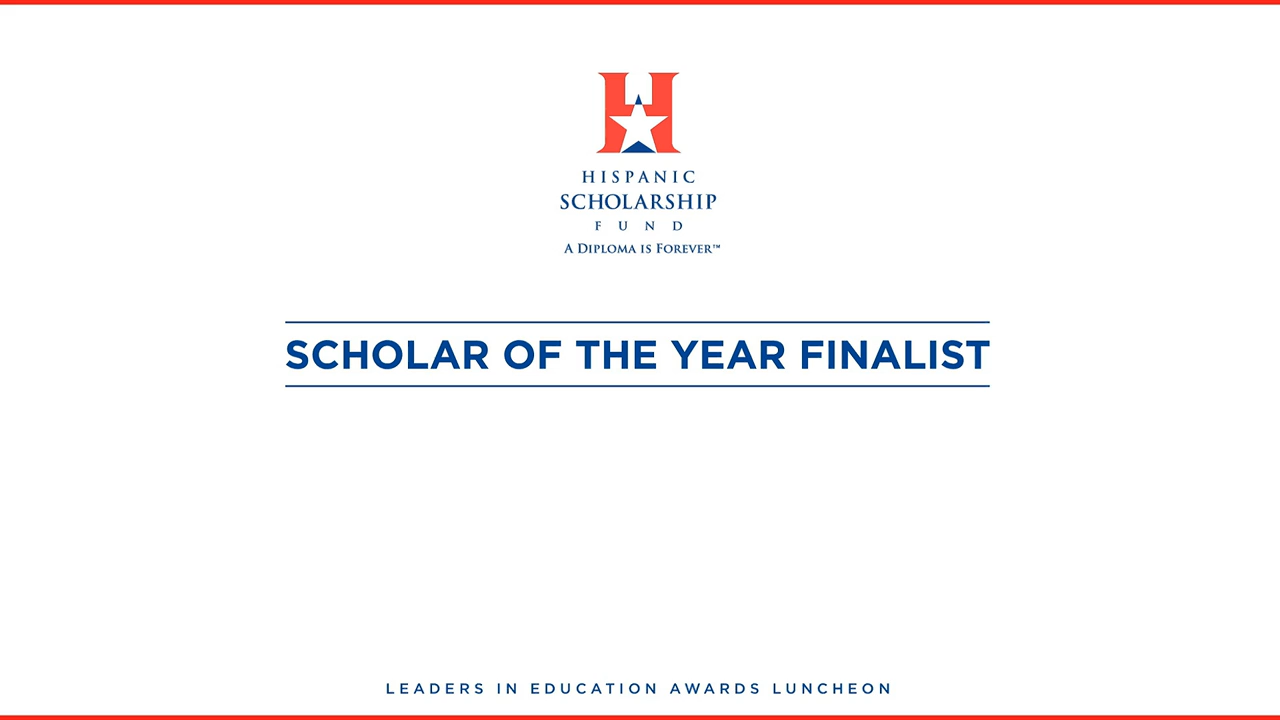 H
HISPANIC
SCHOLARSHIP
FUND
A DIPLOMA IS FOREVER™
SCHOLAR OF THE YEAR FINALIST
LEADERS IN EDUCATION AWARDS LUNCHEON